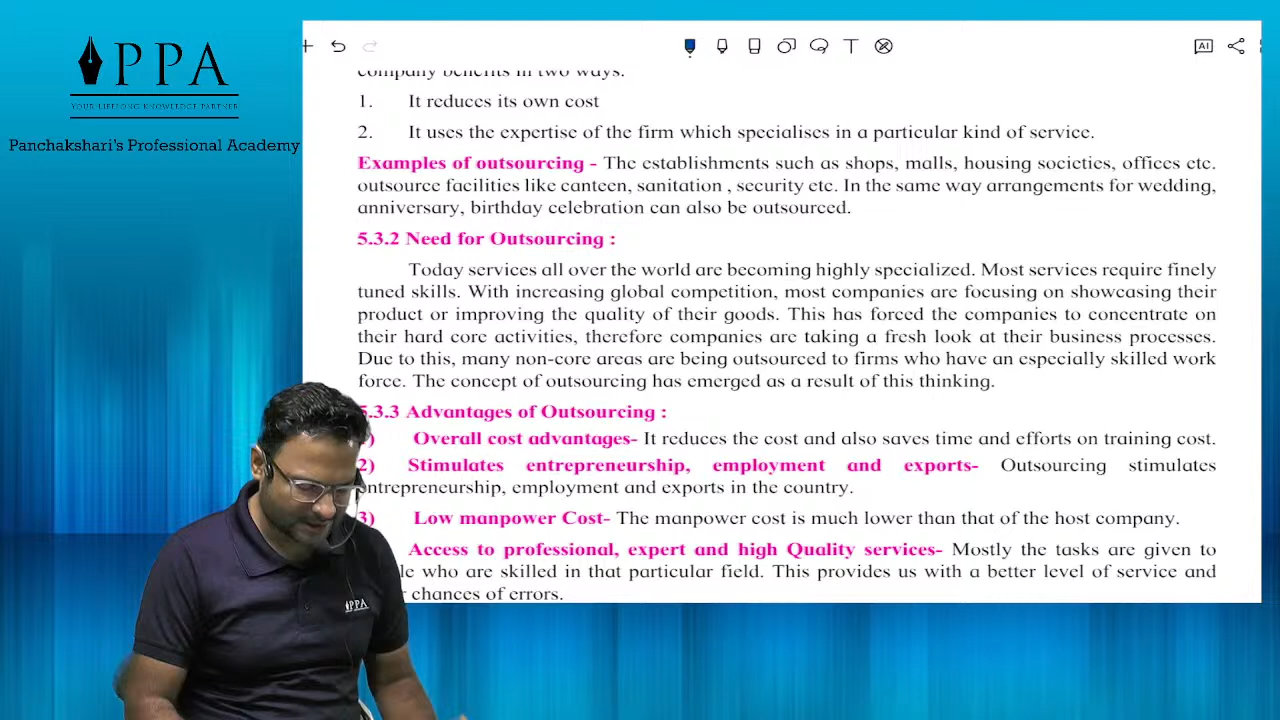 PPA
YOUR LIFELONG KNOWLEDGE PARTNER
Panchakshari's Professional Academy
AI
company benefits in two ways.
1. It reduces its own cost
2. It uses the expertise of the firm which specialises in a particular kind of service.
Examples of outsourcing - The establishments such as shops, malls, housing societies, offices etc.
outsource facilities like canteen, sanitation , security etc. In the same way arrangements for wedding,
anniversary, birthday celebration can also be outsourced.
5.3.2 Need for Outsourcing :
Today services all over the world are becoming highly specialized. Most services require finely
tuned skills. With increasing global competition, most companies are focusing on showcasing their
product or improving the quality of their goods. This has forced the companies to concentrate on
their hard core activities, therefore companies are taking a fresh look at their business processes.
Due to this, many non-core areas are being outsourced to firms who have an especially skilled work
force. The concept of outsourcing has emerged as a result of this thinking.
5.3.3 Advantages of Outsourcing :
) Overall cost advantages- It reduces the cost and also saves time and efforts on training cost.
2) Stimulates entrepreneurship, employment and exports- Outsourcing stimulates
entrepreneurship, employment and exports in the country.
3) Low manpower Cost- The manpower cost is much lower than that of the host company.
Access to professional, expert and high Quality services- Mostly the tasks are given to
who are skilled in that particular field. This provides us with a better level of service and
chances of errors.
PPA